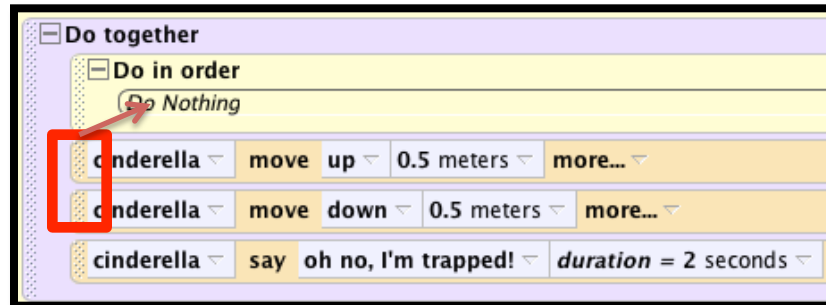 Do together
Do in order
Do Nothing
cinderella move up 0.5 meters more...
cinderella move down 0.5 meters more...
cinderella say oh no, I'm trapped! duration = 2 seconds